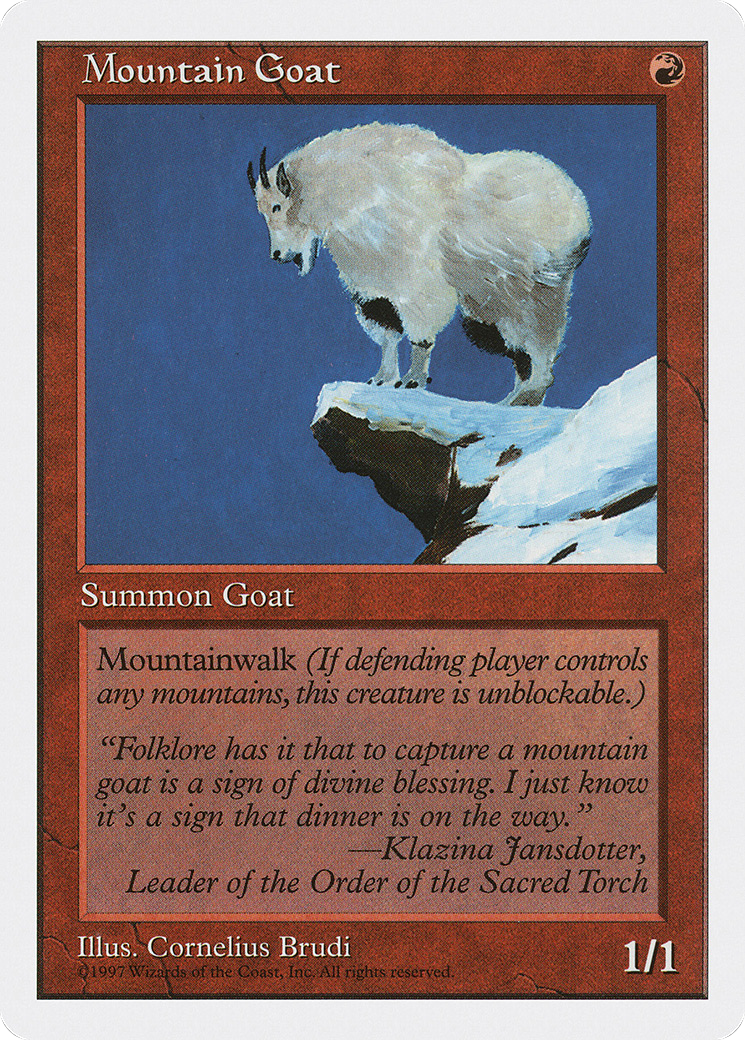 Mountain Goat
Summon Goat
Mountainwalk (If defending player controls
any mountains, this creature is unblockable.)
“Folklore has it that to capture a mountain
goat is a sign of divine blessing. I just know
it’s a sign that dinner is on the way.”
—Klazina Jansdotter,
Leader of the Order of the Sacred Torch
Illus. Cornelius Brudi
1/1
©1997 Wizards of the Coast, Inc. All rights reserved.